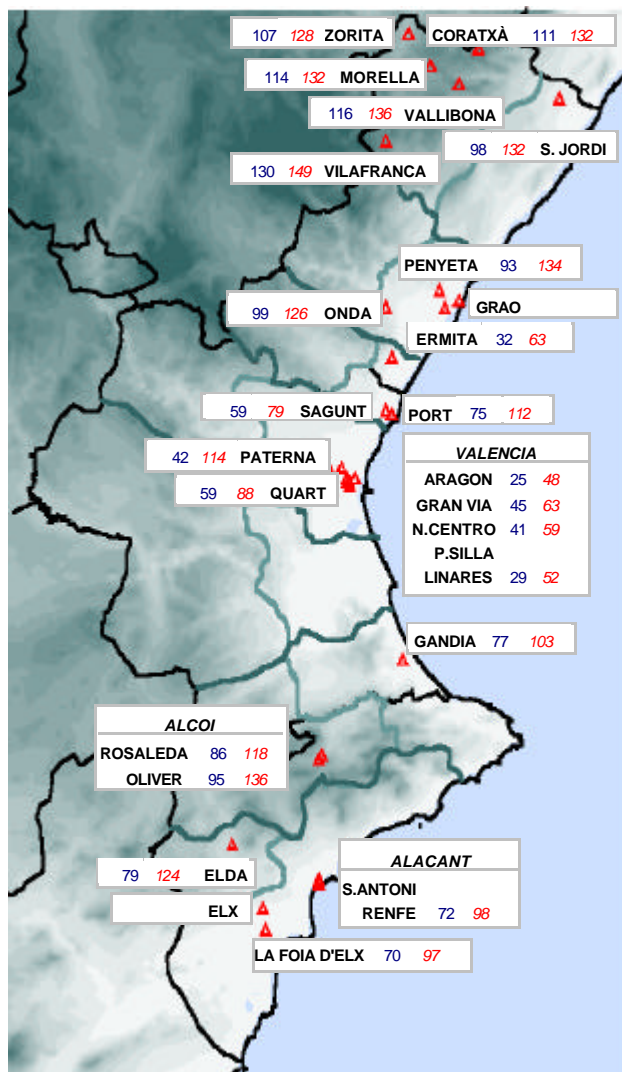 107 128 ZORITA
CORATXÀ 111 132
114 132 MORELLA
116 136 VALLIBONA
98 132 S. JORDI
130 149 VILAFRANCA
PENYETA 93 134
99 126 ONDA
GRAO
ERMITA 32 63
59 79 SAGUNT
PORT 75 112
42 114 PATERNA
59 88 QUART
VALENCIA
ARAGON 25 48
GRAN VIA 45 63
N.CENTRO 41 59
P.SILLA
LINARES 29 52
GANDIA 77 103
ALCOI
ROSALEDA 86 118
OLIVER 95 136
79 124 ELDA
ELX
ALACANT
S.ANTONI
RENFE 72 98
LA FOIA D'ELX 70 97